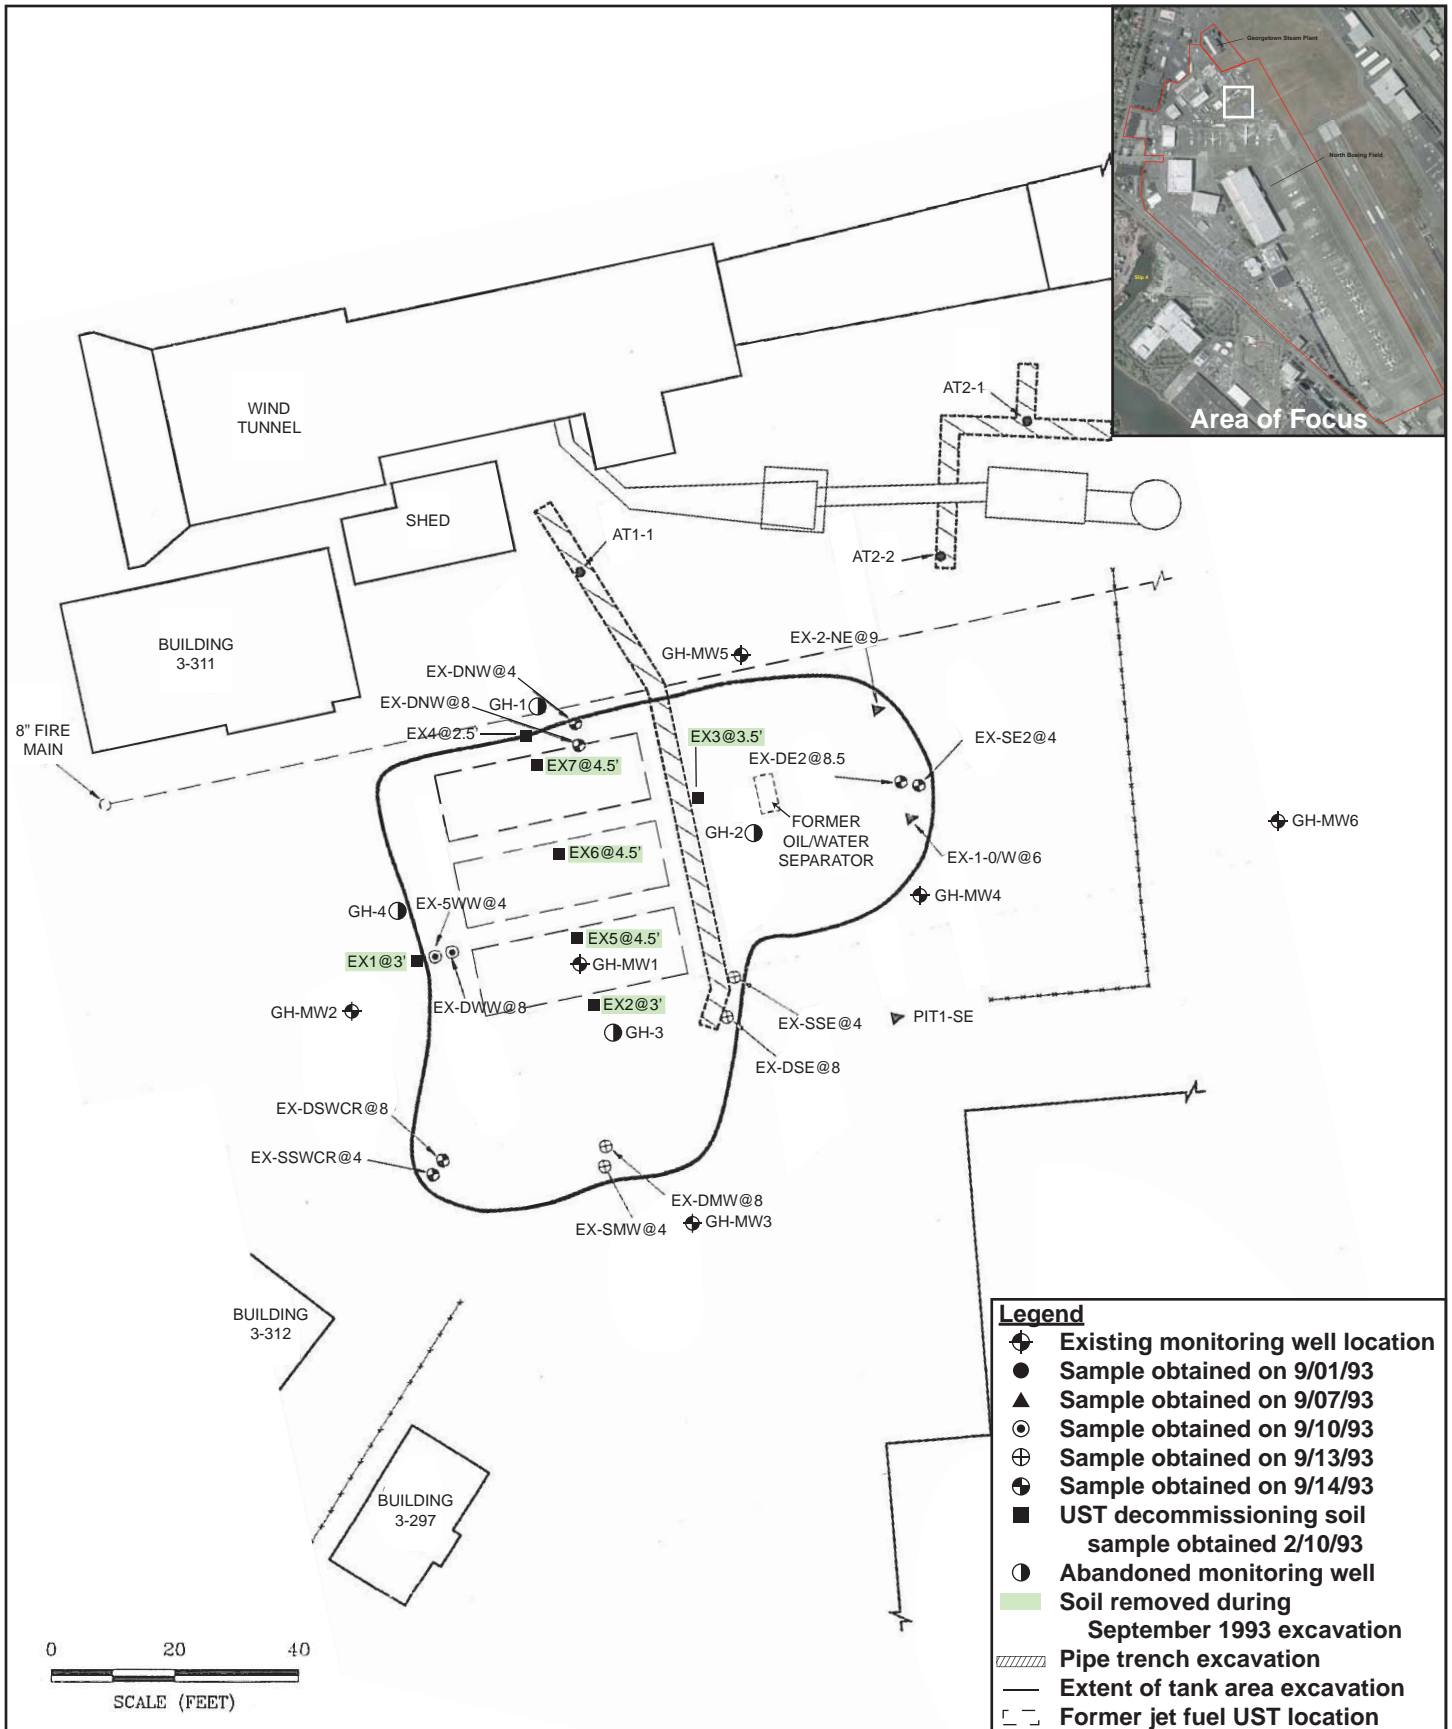 Georgetown Steam Plant
North Boeing Field
Slip 4
Area of Focus
WIND
TUNNEL
SHED
BUILDING
3-311
8" FIRE
MAIN
AT2-1
AT1-1
AT2-2
EX-2-NE@9
GH-MW5
EX-DNW@4
EX-DNW@8
GH-1
EX4@2.5'
EX3@3.5'
EX-SE2@4
EX-DE2@8.5
EX7@4.5'
FORMER
OIL/WATER
SEPARATOR
GH-2
GH-MW6
EX6@4.5'
EX-1-0/W@6
GH-MW4
EX-5WW@4
GH-4
EX5@4.5'
EX1@3'
GH-MW1
EX-DWW@8
EX2@3'
GH-MW2
EX-SSE@4
PIT1-SE
GH-3
EX-DSE@8
EX-DSWCR@8
EX-SSWCR@4
EX-DMW@8
EX-SMW@4
GH-MW3
BUILDING
3-312
BUILDING
3-297
0 20 40
SCALE (FEET)
Legend
Existing monitoring well location
Sample obtained on 9/01/93
Sample obtained on 9/07/93
Sample obtained on 9/10/93
Sample obtained on 9/13/93
Sample obtained on 9/14/93
UST decommissioning soil
sample obtained 2/10/93
Abandoned monitoring well
Soil removed during
September 1993 excavation
Pipe trench excavation
Extent of tank area excavation
Former jet fuel UST location